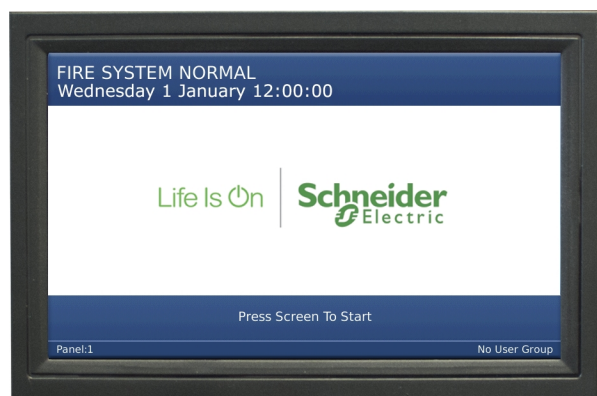 FIRE SYSTEM NORMAL
Wednesday 1 January 12:00:00
Life Is On
Schneider
Electric
Press Screen To Start
Panel:1
No User Group